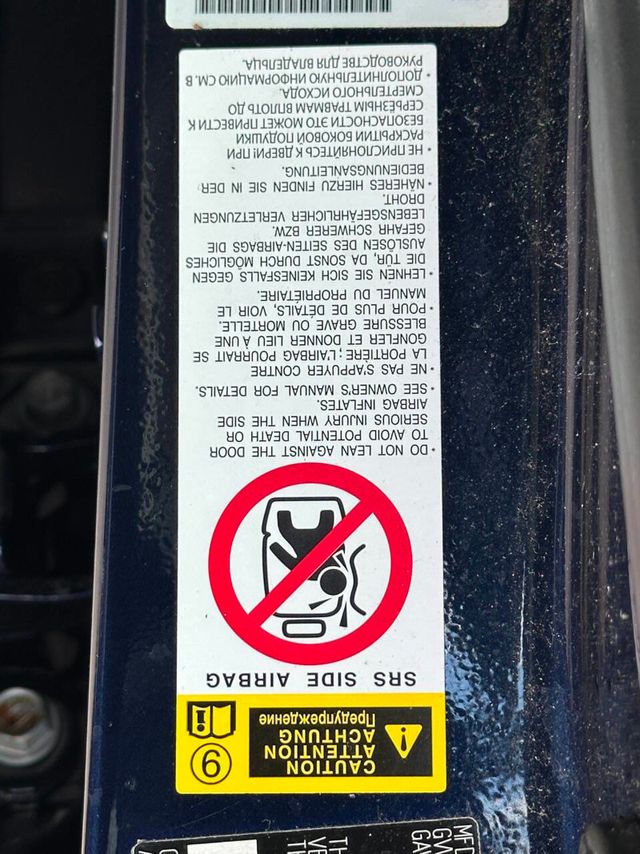 CAUTION
ATTENTION
ACHTUNG
Предупреждение
6
SRS SIDE AIRBAG
• DO NOT LEAN AGAINST THE DOOR
TO AVOID POTENTIAL DEATH OR
SERIOUS INJURY WHEN THE SIDE
AIRBAG INFLATES.
• SEE OWNER'S MANUAL FOR DETAILS.
• NE PAS S'APPUYER CONTRE
LA PORTIÈRE ; L'AIRBAG POURRAIT SE
GONFLER ET DONNER LIEU À UNE
BLESSURE GRAVE OU MORTELLE.
• POUR PLUS DE DÉTAILS, VOIR LE
MANUEL DU PROPRIÉTAIRE.
• LEHNEN SIE SICH KEINESFALLS GEGEN
DIE TÜR, DA SONST DURCH MÖGLICHES
AUSLÖSEN DES SEITEN-AIRBAGS DIE
GEFAHR SCHWERER BZW.
LEBENSGEFÄHRLICHER VERLETZUNGEN
DROHT.
• NÄHERES HIERZU FINDEN SIE IN DER
BEDIENUNGSANLEITUNG.
• НЕ ПРИСЛОНЯЙТЕСЬ К ДВЕРИ! ПРИ
РАСКРЫТИИ БОКОВОЙ ПОДУШКИ
БЕЗОПАСНОСТИ ЭТО МОЖЕТ ПРИВЕСТИ К
СЕРЬЁЗНЫМ ТРАВМАМ ВПЛОТЬ ДО
СМЕРТЕЛЬНОГО ИСХОДА.
• ДОПОЛНИТЕЛЬНУЮ ИНФОРМАЦИЮ СМ. В
РУКОВОДСТВЕ ДЛЯ ВЛАДЕЛЬЦА.